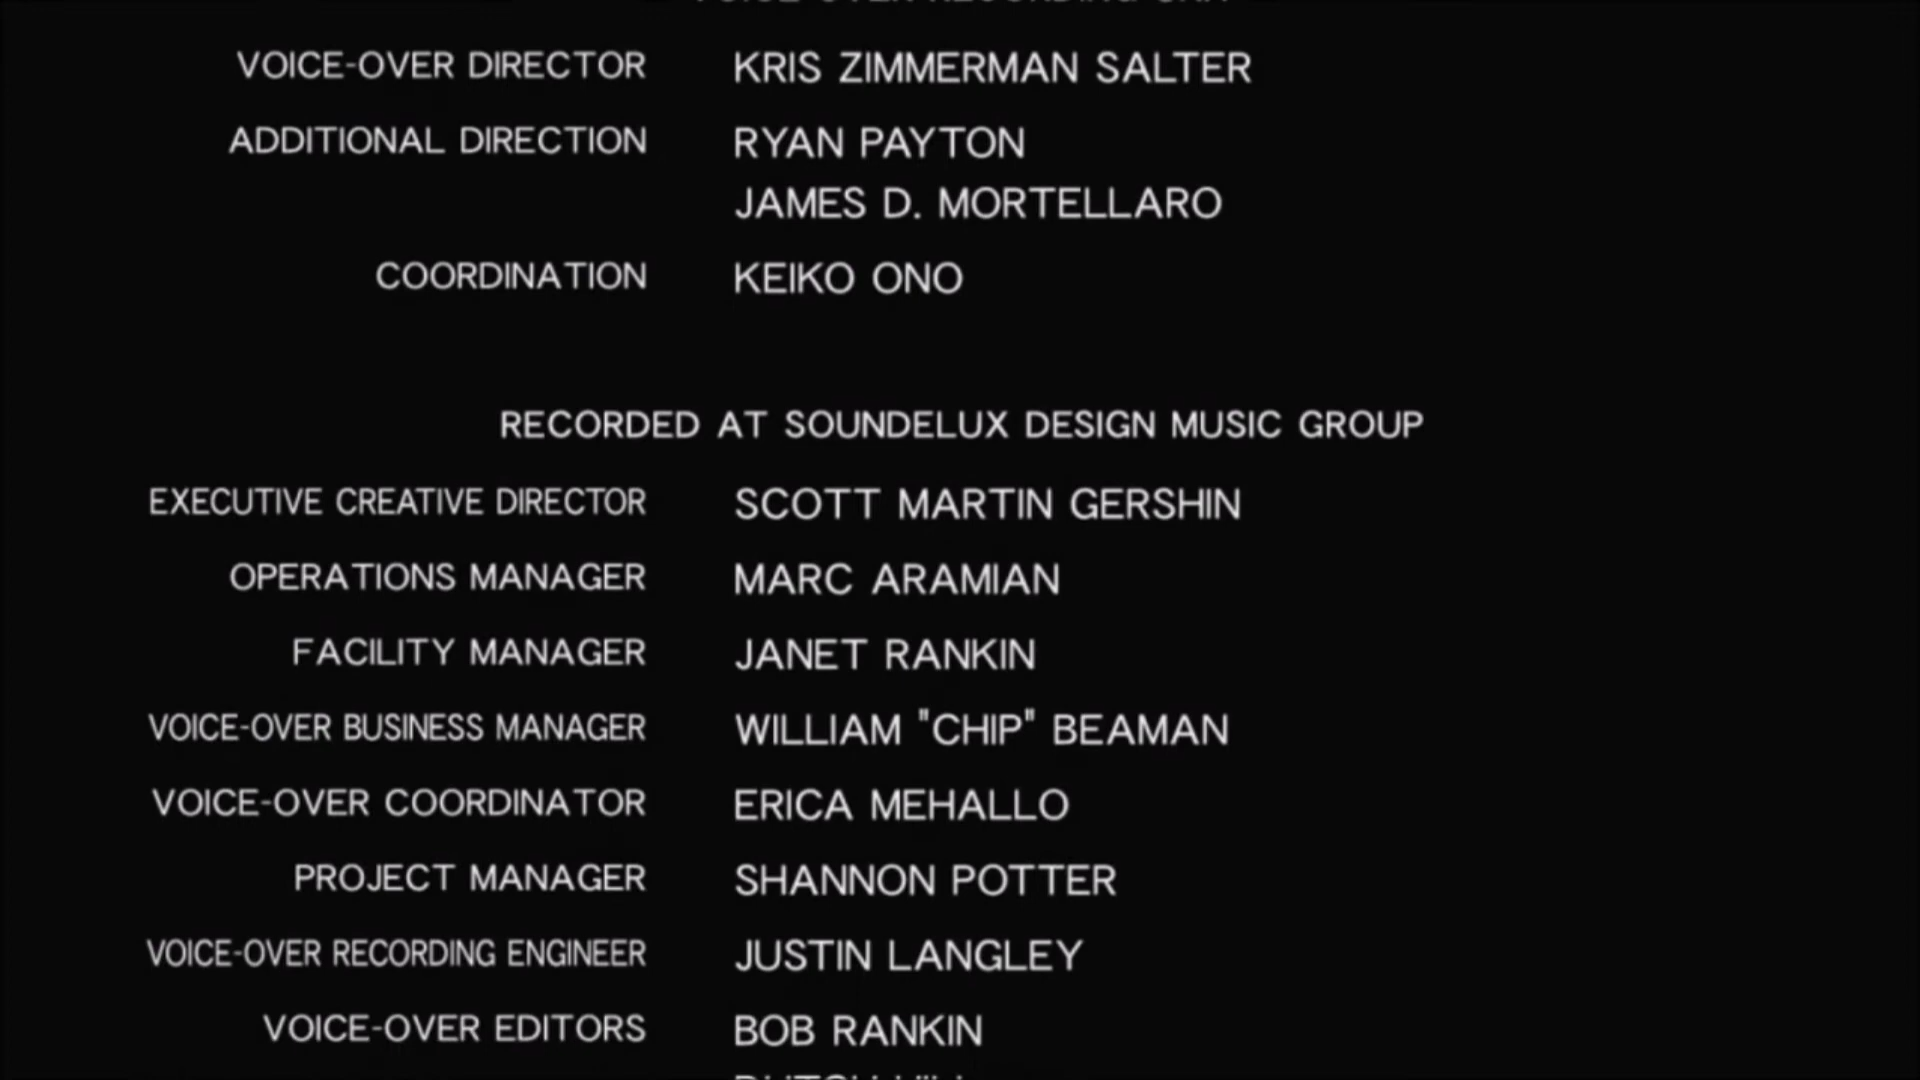 VOICE-OVER DIRECTOR KRIS ZIMMERMAN SALTER
ADDITIONAL DIRECTION RYAN PAYTON
JAMES D. MORTELLARO
COORDINATION KEIKO ONO
RECORDED AT SOUNDELUX DESIGN MUSIC GROUP
EXECUTIVE CREATIVE DIRECTOR SCOTT MARTIN GERSHIN
OPERATIONS MANAGER MARC ARAMIAN
FACILITY MANAGER JANET RANKIN
VOICE-OVER BUSINESS MANAGER WILLIAM "CHIP" BEAMAN
VOICE-OVER COORDINATOR ERICA MEHALLO
PROJECT MANAGER SHANNON POTTER
VOICE-OVER RECORDING ENGINEER JUSTIN LANGLEY
VOICE-OVER EDITORS BOB RANKIN